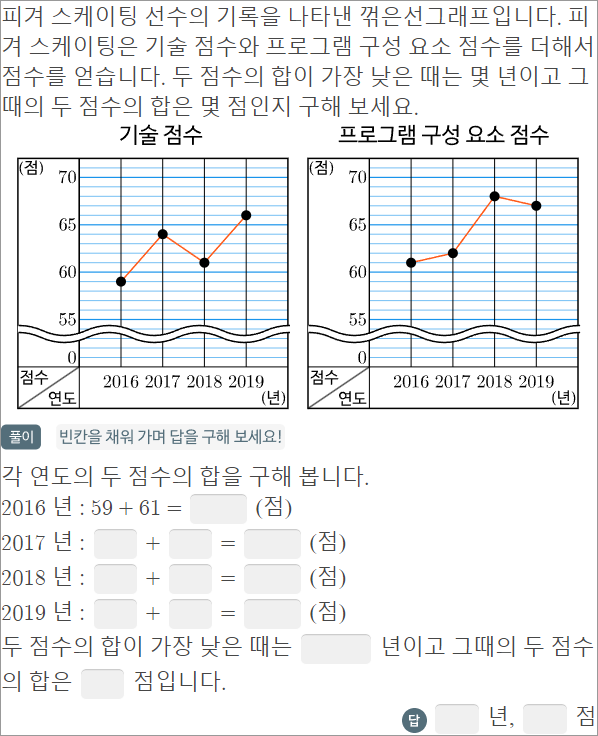 피겨 스케이팅 선수의 기록을 나타낸 꺾은선그래프입니다. 피
겨 스케이팅은 기술 점수와 프로그램 구성 요소 점수를 더해서
점수를 얻습니다. 두 점수의 합이 가장 낮은 때는 몇 년이고 그
때의 두 점수의 합은 몇 점인지 구해 보세요.
기술 점수
(점)
70
65
60
55
0
점수
연도
2016 2017 2018 2019
(년)
프로그램 구성 요소 점수
(점)
70
65
60
55
0
점수
연도
2016 2017 2018 2019
(년)
풀이 빈칸을 채워 가며 답을 구해 보세요!
각 연도의 두 점수의 합을 구해 봅니다.
2016 년 : 59 + 61 = (점)
2017 년 : + = (점)
2018 년 : + = (점)
2019 년 : + = (점)
두 점수의 합이 가장 낮은 때는 년이고 그때의 두 점수
의 합은 점입니다.
답 년, 점